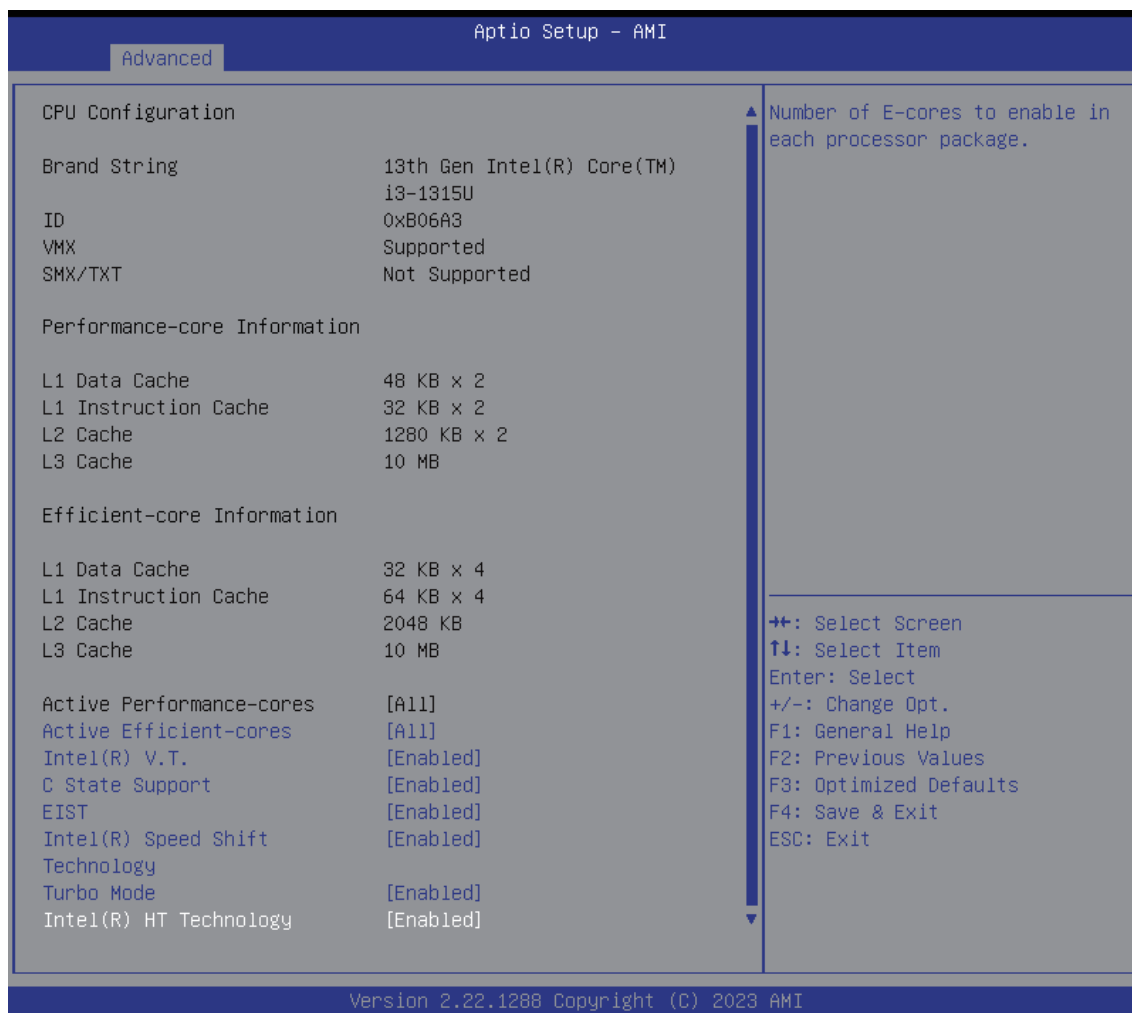 Aptio Setup – AMI
Advanced
CPU Configuration
Brand String 13th Gen Intel(R) Core(TM)
i3-1315U
ID 0xB06A3
VMX Supported
SMX/TXT Not Supported
Performance-core Information
L1 Data Cache 48 KB x 2
L1 Instruction Cache 32 KB x 2
L2 Cache 1280 KB x 2
L3 Cache 10 MB
Efficient-core Information
L1 Data Cache 32 KB x 4
L1 Instruction Cache 64 KB x 4
L2 Cache 2048 KB
L3 Cache 10 MB
Active Performance-cores [All]
Active Efficient-cores [All]
Intel(R) V.T. [Enabled]
C State Support [Enabled]
EIST [Enabled]
Intel(R) Speed Shift [Enabled]
Technology
Turbo Mode [Enabled]
Intel(R) HT Technology [Enabled]
Number of E-cores to enable in
each processor package.
→←: Select Screen
↑↓: Select Item
Enter: Select
+/-: Change Opt.
F1: General Help
F2: Previous Values
F3: Optimized Defaults
F4: Save & Exit
ESC: Exit
Version 2.22.1288 Copyright (C) 2023 AMI